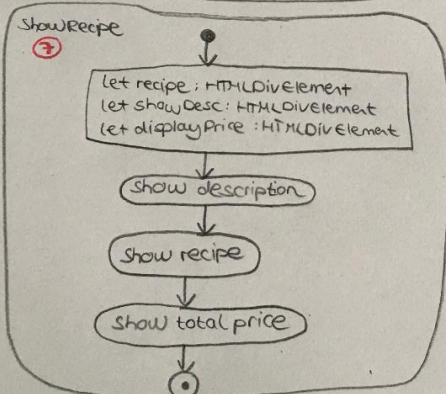 ShowRecipe
7
let recipe : HTMLDivElement
let showDesc : HTMLDivElement
let displayPrice : HTMLDivElement
show description
show recipe
show total price